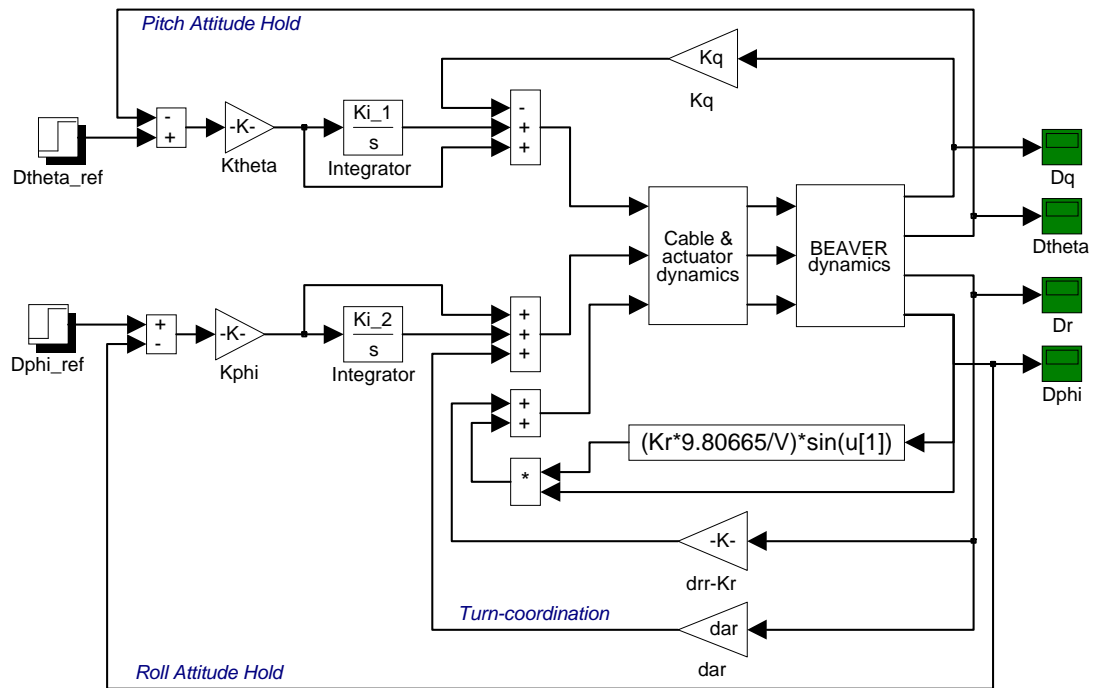 Pitch Attitude Hold
Kq
Kq
-
+
-K-
Ktheta
Ki_1
s
Integrator
-
+
+
Dtheta_ref
Dq
Dtheta
Cable &
actuator
dynamics
BEAVER
dynamics
Dr
+
-
Dphi_ref
-K-
Kphi
Ki_2
s
Integrator
+
+
+
Dphi
+
+
(Kr*9.80665/V)*sin(u[1])
*
-K-
drr-Kr
Turn-coordination
dar
dar
Roll Attitude Hold